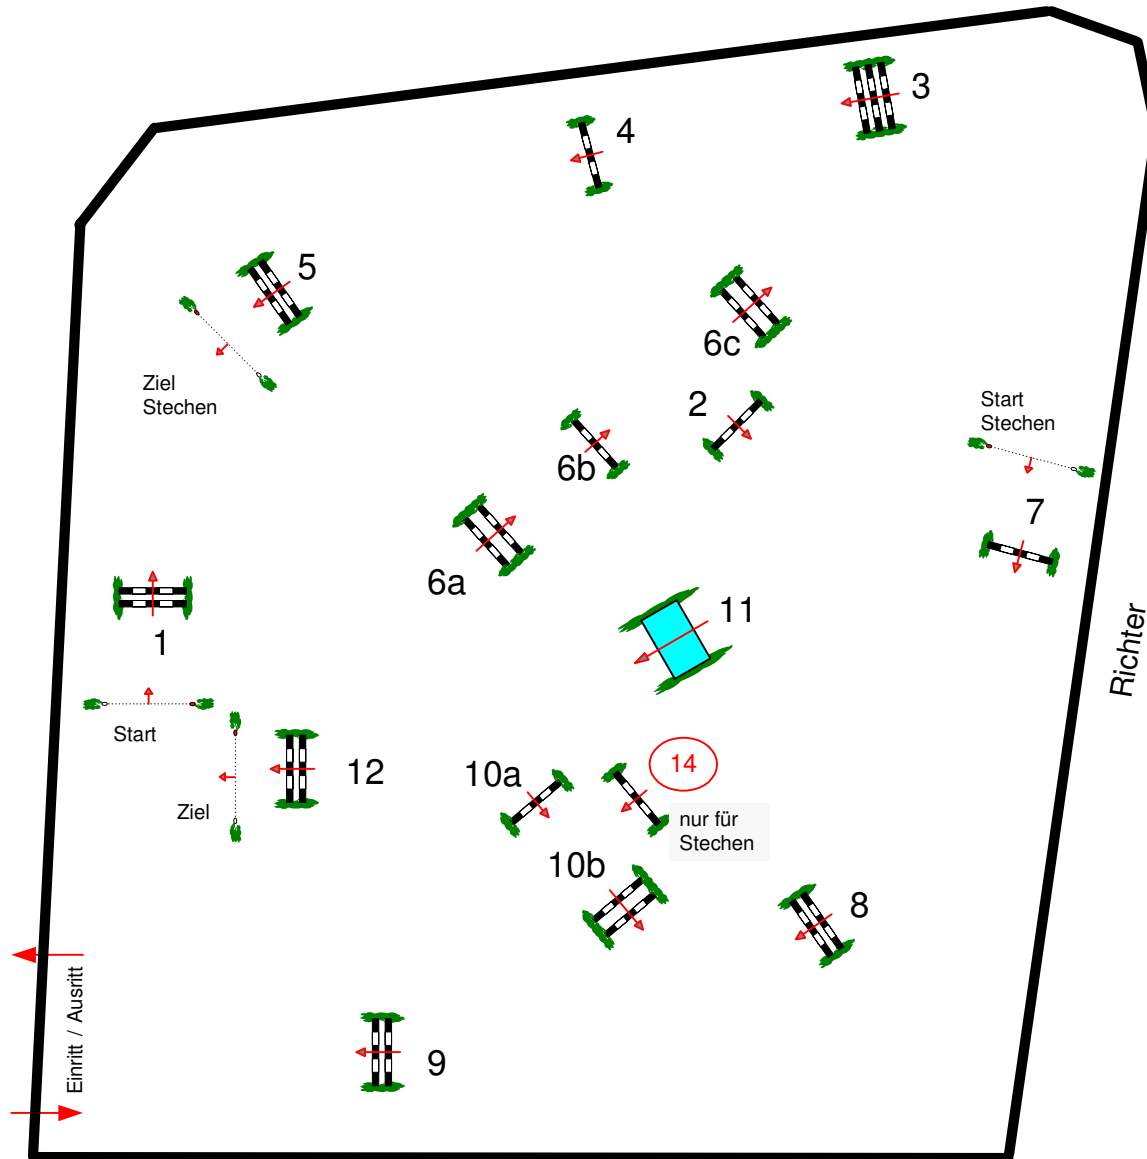 3
4
5
6c
2
Ziel
Stechen
Start
Stechen
6b
7
6a
11
1
Richter
Start
12
Ziel
10a
14
nur für
Stechen
10b
8
Einritt / Ausritt
9